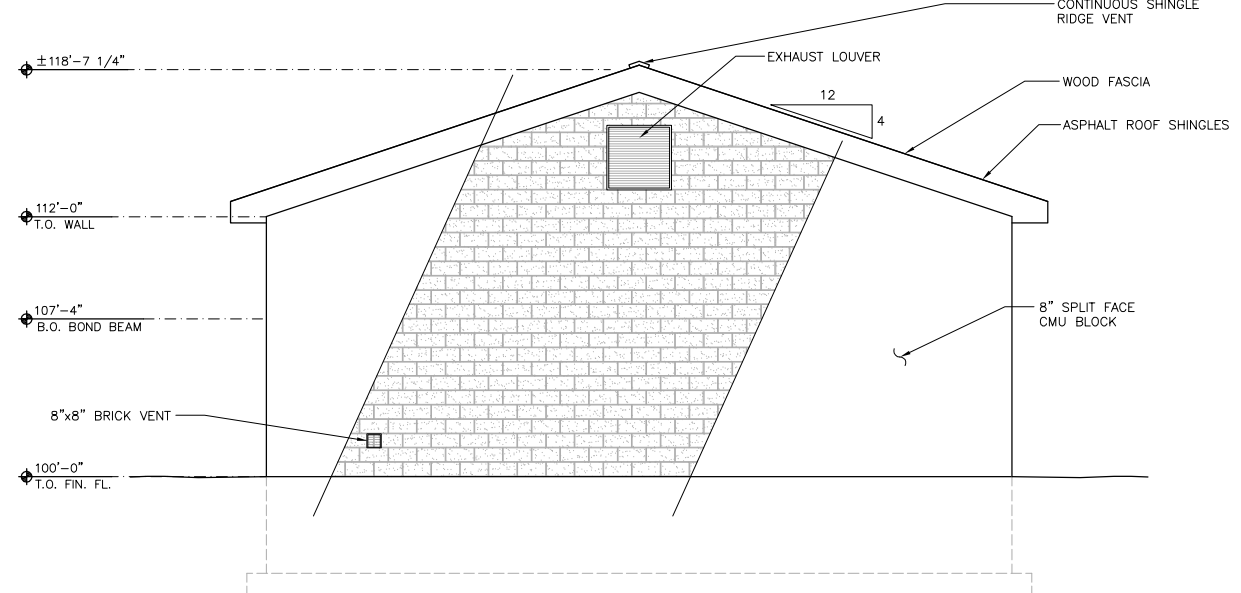 CONTINUOUS SHINGLE
RIDGE VENT
±118'-7 1/4"
EXHAUST LOUVER
WOOD FASCIA
12
4
ASPHALT ROOF SHINGLES
112'-0"
T.O. WALL
107'-4"
B.O. BOND BEAM
8" SPLIT FACE
CMU BLOCK
8"x8" BRICK VENT
100'-0"
T.O. FIN. FL.